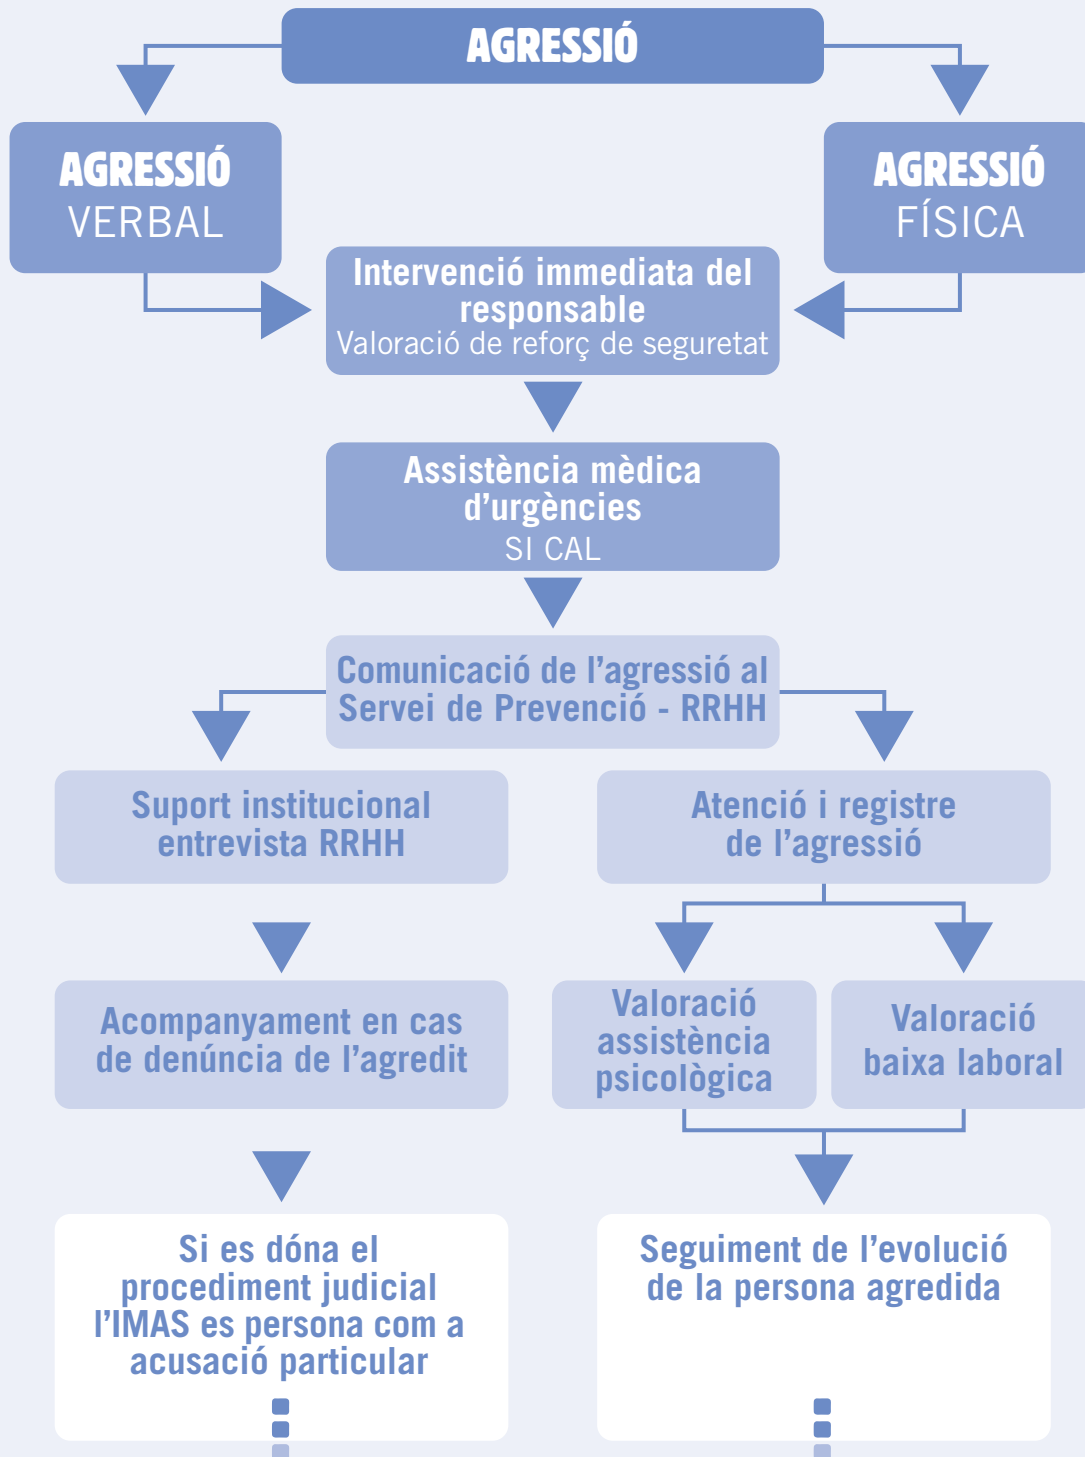 AGRESSIÓ
AGRESSIÓ
VERBAL
AGRESSIÓ
FÍSICA
Intervenció immediata del
responsable
Valoració de reforç de seguretat
Assistència mèdica
d’urgències
SI CAL
Comunicació de l’agressió al
Servei de Prevenció - RRHH
Suport institucional
entrevista RRHH
Atenció i registre
de l’agressió
Acompanyament en cas
de denúncia de l’agredit
Valoració
assistència
psicològica
Valoració
baixa laboral
Si es dóna el
procediment judicial
l’IMAS es persona com a
acusació particular
Seguiment de l’evolució
de la persona agredida